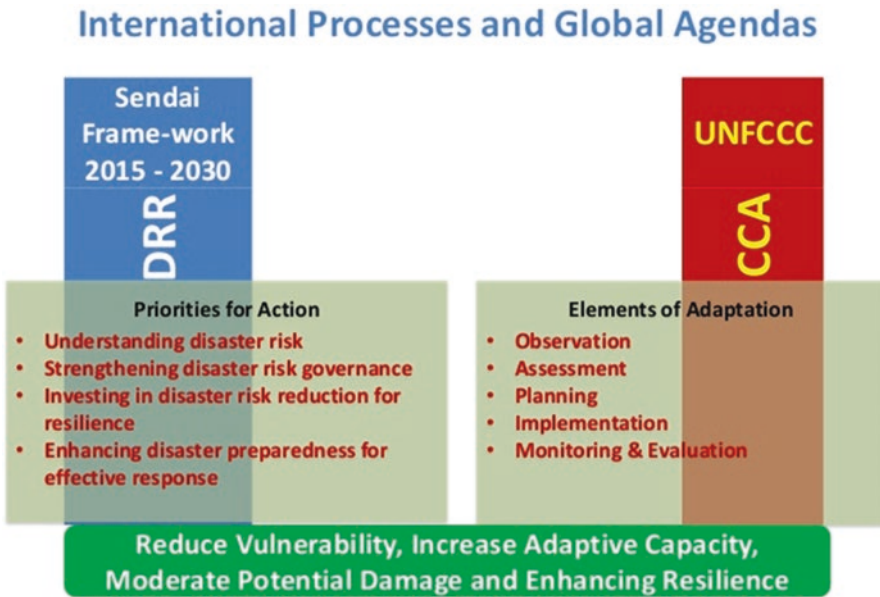 International Processes and Global Agendas
Sendai
Frame-work
2015 - 2030
DRR
Priorities for Action
• Understanding disaster risk
• Strengthening disaster risk governance
• Investing in disaster risk reduction for
resilience
• Enhancing disaster preparedness for
effective response
UNFCCC
CCA
Elements of Adaptation
• Observation
• Assessment
• Planning
• Implementation
• Monitoring & Evaluation
Reduce Vulnerability, Increase Adaptive Capacity,
Moderate Potential Damage and Enhancing Resilience